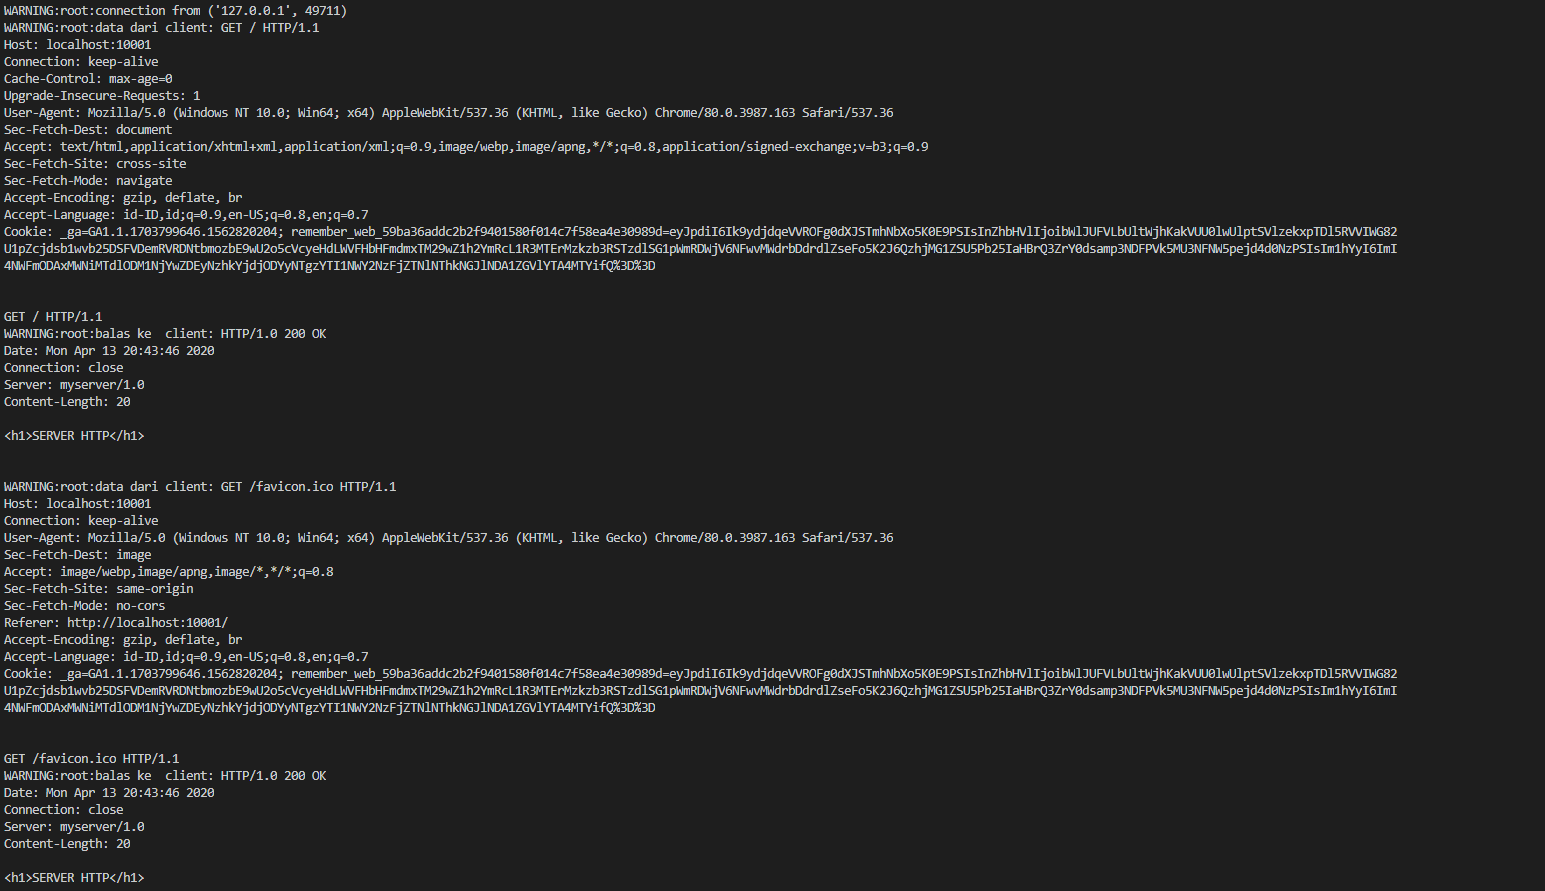 WARNING:root:connection from ('127.0.0.1', 49711)
WARNING:root:data dari client: GET / HTTP/1.1
Host: localhost:10001
Connection: keep-alive
Cache-Control: max-age=0
Upgrade-Insecure-Requests: 1
User-Agent: Mozilla/5.0 (Windows NT 10.0; Win64; x64) AppleWebKit/537.36 (KHTML, like Gecko) Chrome/80.0.3987.163 Safari/537.36
Sec-Fetch-Dest: document
Accept: text/html,application/xhtml+xml,application/xml;q=0.9,image/webp,image/apng,*/*;q=0.8,application/signed-exchange;v=b3;q=0.9
Sec-Fetch-Site: cross-site
Sec-Fetch-Mode: navigate
Accept-Encoding: gzip, deflate, br
Accept-Language: id-ID,id;q=0.9,en-US;q=0.8,en;q=0.7
Cookie: _ga=GA1.1.1703799646.1562820204;
GET / HTTP/1.1
WARNING:root:balas ke  client: HTTP/1.0 200 OK
Date: Mon Apr 13 20:43:46 2020
Connection: close
Server: myserver/1.0
Content-Length: 20
<h1>SERVER HTTP</h1>
WARNING:root:data dari client: GET /favicon.ico HTTP/1.1
Host: localhost:10001
Connection: keep-alive
User-Agent: Mozilla/5.0 (Windows NT 10.0; Win64; x64) AppleWebKit/537.36 (KHTML, like Gecko) Chrome/80.0.3987.163 Safari/537.36
Sec-Fetch-Dest: image
Accept: image/webp,image/apng,image/*,*/*;q=0.8
Sec-Fetch-Site: same-origin
Sec-Fetch-Mode: no-cors
Referer: http://localhost:10001/
Accept-Encoding: gzip, deflate, br
Accept-Language: id-ID,id;q=0.9,en-US;q=0.8,en;q=0.7
Cookie: _ga=GA1.1.1703799646.1562820204;
GET /favicon.ico HTTP/1.1
WARNING:root:balas ke  client: HTTP/1.0 200 OK
Date: Mon Apr 13 20:43:46 2020
Connection: close
Server: myserver/1.0
Content-Length: 20
<h1>SERVER HTTP</h1>